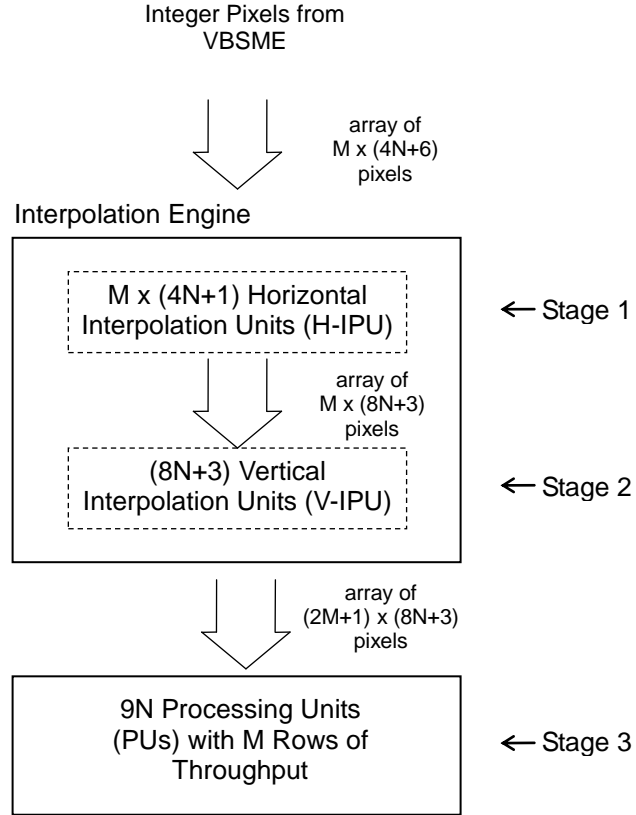 Integer Pixels from
VBSME
array of
M x (4N+6)
pixels
Interpolation Engine
M x (4N+1) Horizontal
Interpolation Units (H-IPU)
Stage 1
array of
M x (8N+3)
pixels
(8N+3) Vertical
Interpolation Units (V-IPU)
Stage 2
array of
(2M+1) x (8N+3)
pixels
9N Processing Units
(PUs) with M Rows of
Throughput
Stage 3